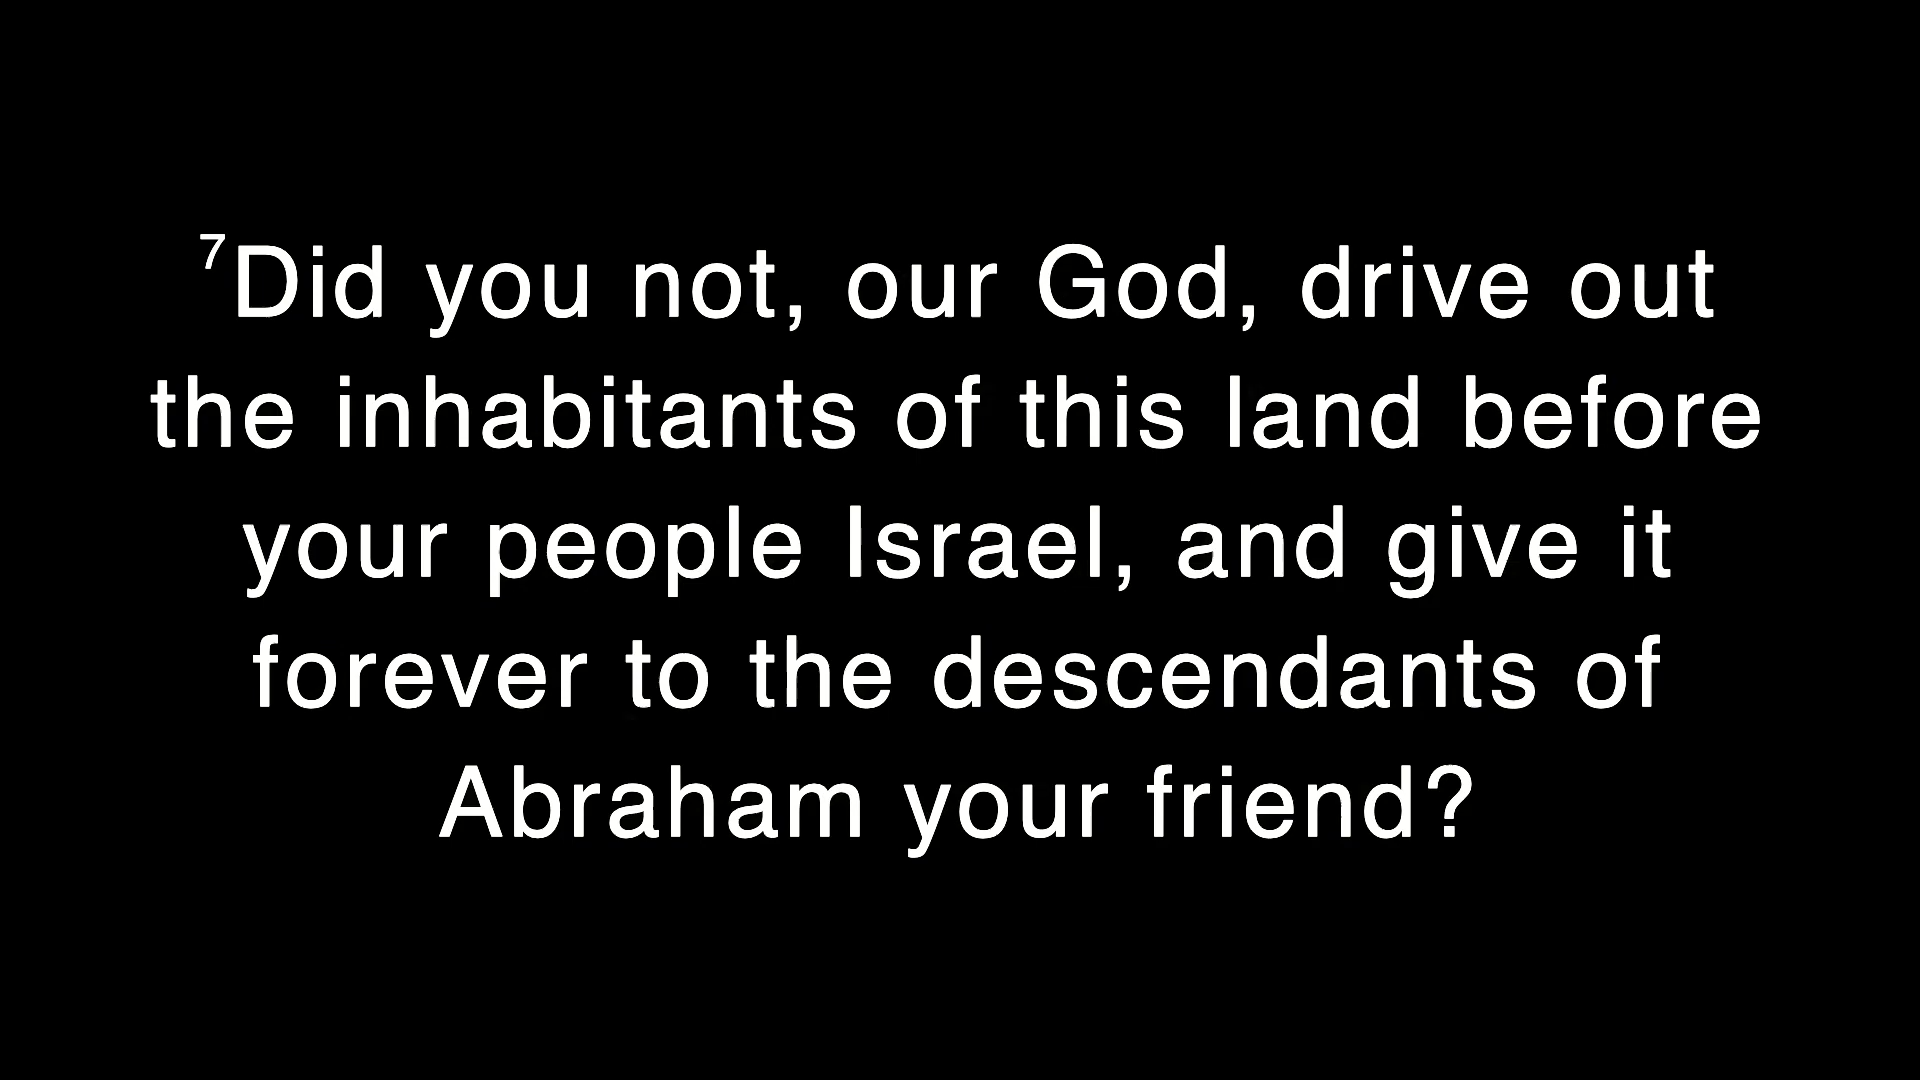 ⁷Did you not, our God, drive out
the inhabitants of this land before
your people Israel, and give it
forever to the descendants of
Abraham your friend?